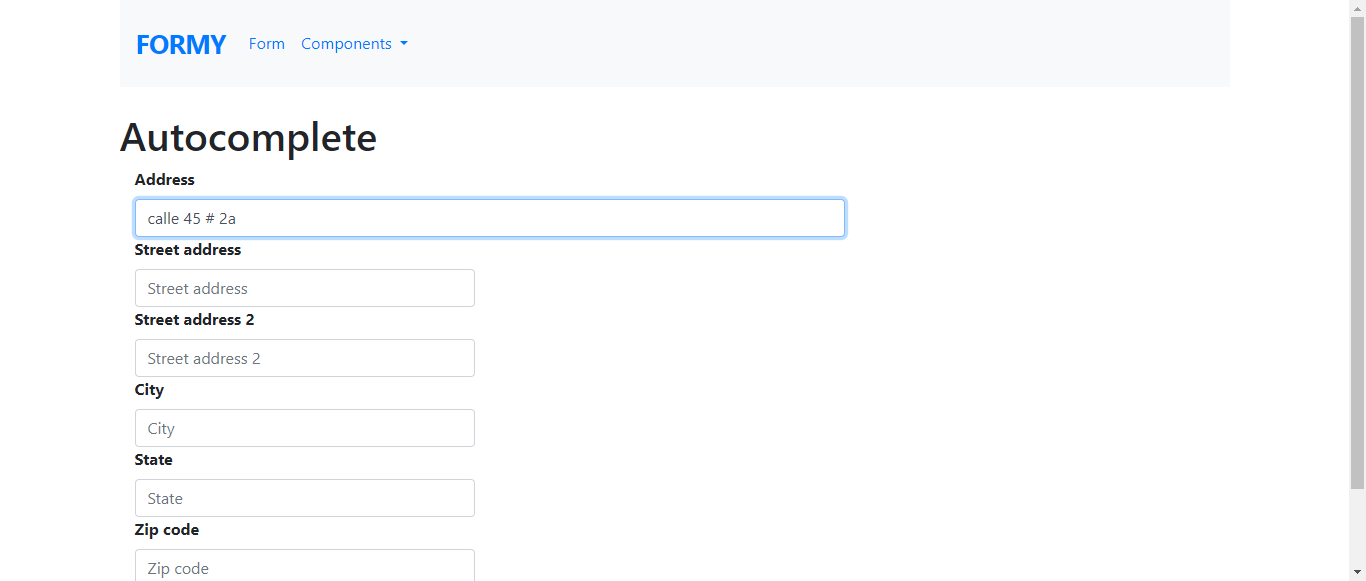 FORMY Form Components
Autocomplete
Address
calle 45 # 2a
Street address
Street address
Street address 2
Street address 2
City
City
State
State
Zip code
Zip code